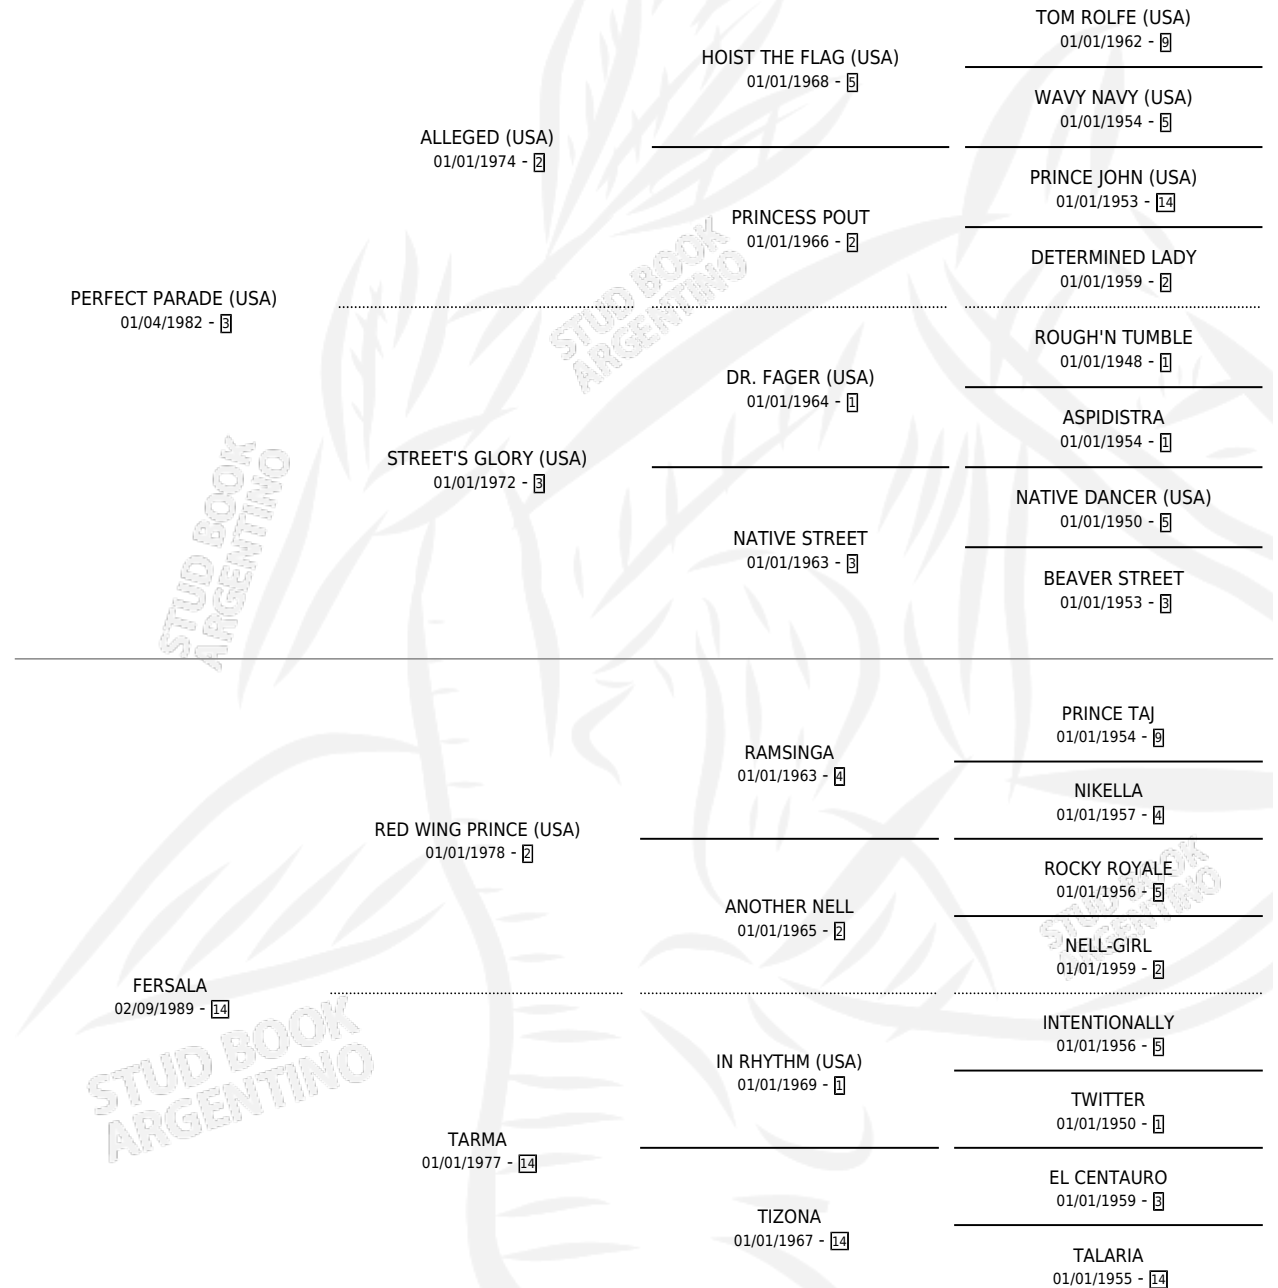 TOM ROLFE (USA)
01/01/1962 - 9
HOIST THE FLAG (USA)
01/01/1968 - 5
WAVY NAVY (USA)
01/01/1954 - 5
ALLEGED (USA)
01/01/1974 - 2
PRINCE JOHN (USA)
01/01/1953 - 14
PRINCESS POUT
01/01/1966 - 2
DETERMINED LADY
01/01/1959 - 2
PERFECT PARADE (USA)
01/04/1982 - 3
ROUGH'N TUMBLE
01/01/1948 - 1
DR. FAGER (USA)
01/01/1964 - 1
ASPIDISTRA
01/01/1954 - 1
STREET'S GLORY (USA)
01/01/1972 - 3
NATIVE DANCER (USA)
01/01/1950 - 5
NATIVE STREET
01/01/1963 - 3
BEAVER STREET
01/01/1953 - 3
PRINCE TAJ
01/01/1954 - 9
RAMSINGA
01/01/1963 - 4
NIKELLA
01/01/1957 - 4
RED WING PRINCE (USA)
01/01/1978 - 2
ROCKY ROYALE
01/01/1956 - 5
ANOTHER NELL
01/01/1965 - 2
NELL-GIRL
01/01/1959 - 2
FERSALA
02/09/1989 - 14
INTENTIONALLY
01/01/1956 - 5
IN RHYTHM (USA)
01/01/1969 - 1
TWITTER
01/01/1950 - 1
TARMA
01/01/1977 - 14
EL CENTAURO
01/01/1959 - 3
TIZONA
01/01/1967 - 14
TALARIA
01/01/1955 - 14
STUD BOOK
ARGENTINO
STUD BOOK
ARGENTINO
STUD BOOK
ARGENTINO
STUD BOOK
ARGENTINO